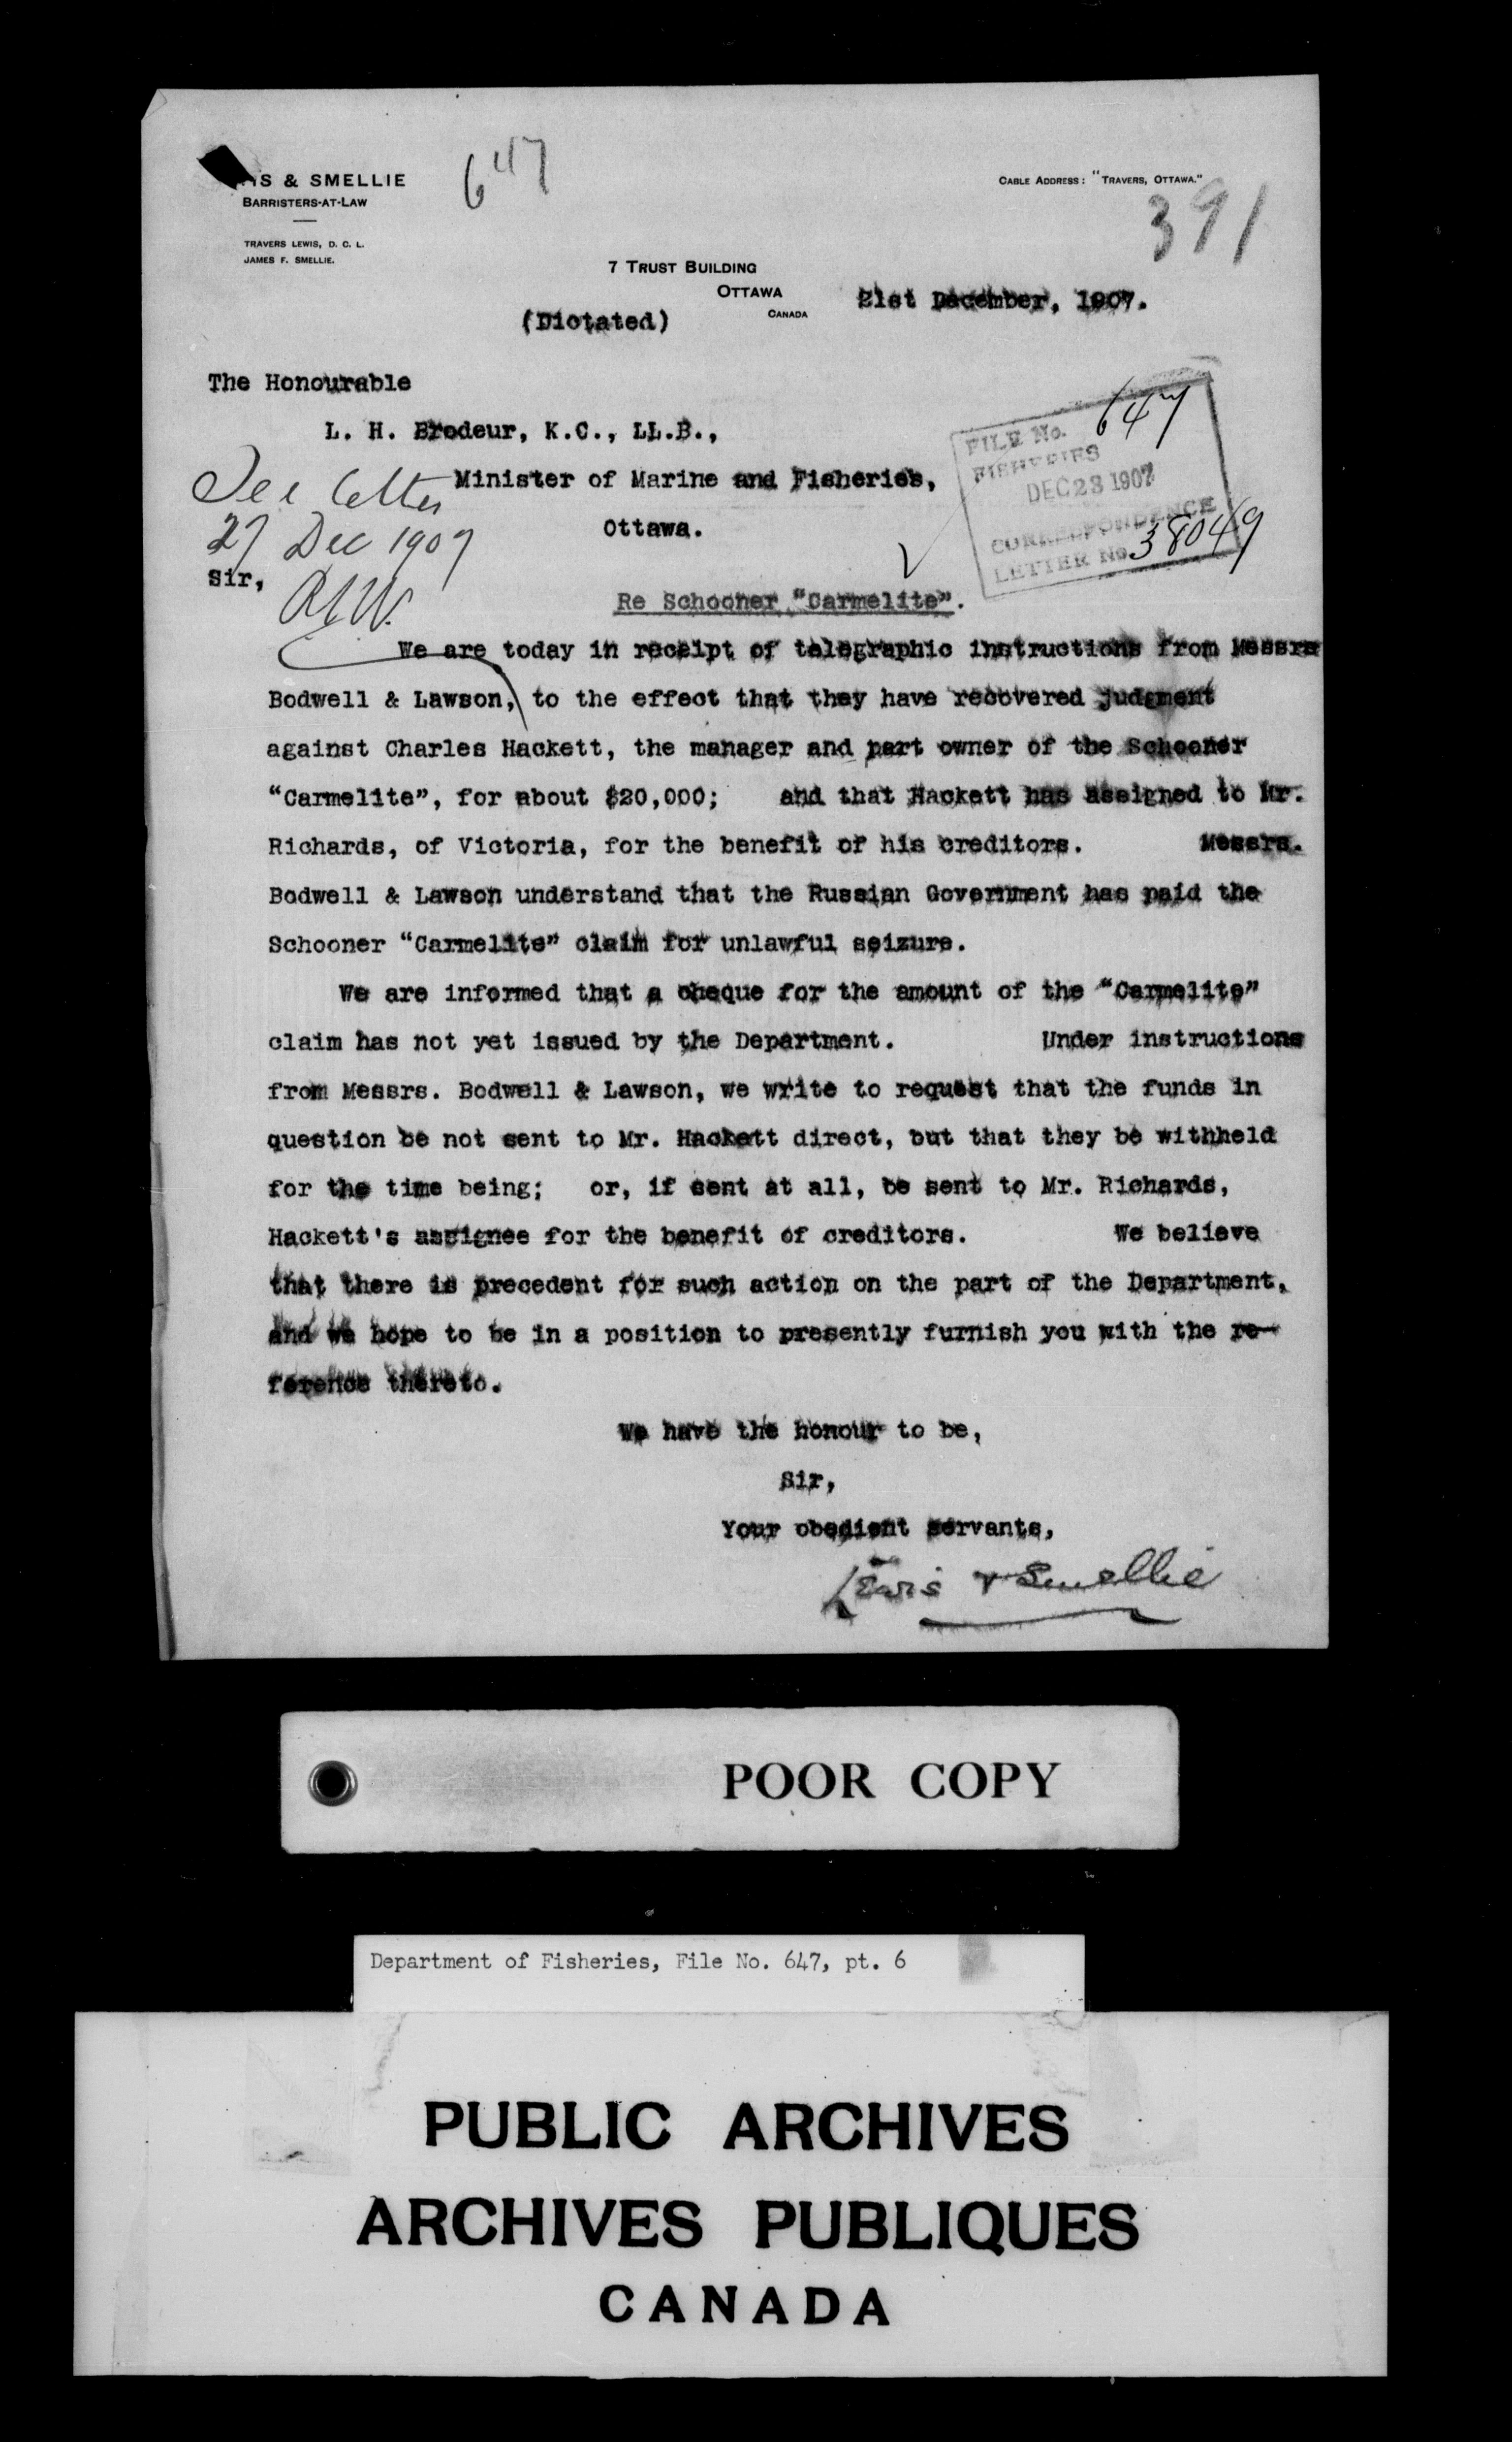 IS & SMELLIE
BARRISTERS-AT-LAW
TRAVERS LEWIS, D. C. L.
JAMES F. SMELLIE.
647
CABLE ADDRESS: "TRAVERS, OTTAWA."
391
7 TRUST BUILDING
OTTAWA
CANADA
21st December, 1907.
(Dictated)
The Honourable
L. H. Brodeur, K.C., LL.B.,
Minister of Marine and Fisheries,
Ottawa.
FILE No. 647
FISHERIES
DEC 23 1907
CORRESPONDENCE
LETTER No. 38049
See letter
27 Dec 1907
Sir,
Re Schooner "Carmelite".
We are today in receipt of telegraphic instructions from Messrs
Bodwell & Lawson, to the effect that they have recovered judgment
against Charles Hackett, the manager and part owner of the Schooner
"Carmelite", for about $20,000; and that Hackett has assigned to Mr.
Richards, of Victoria, for the benefit of his creditors. Messrs.
Bodwell & Lawson understand that the Russian Government has paid the
Schooner "Carmelite" claim for unlawful seizure.
We are informed that a cheque for the amount of the "Carmelite"
claim has not yet issued by the Department. Under instructions
from Messrs. Bodwell & Lawson, we write to request that the funds in
question be not sent to Mr. Hackett direct, but that they be withheld
for the time being; or, if sent at all, be sent to Mr. Richards,
Hackett's assignee for the benefit of creditors. We believe
that there is precedent for such action on the part of the Department,
and we hope to be in a position to presently furnish you with the re-
ference thereto.
We have the honour to be,
Sir,
Your obedient servants,
Lewis & Smellie
POOR COPY
Department of Fisheries, File No. 647, pt. 6
PUBLIC ARCHIVES
ARCHIVES PUBLIQUES
CANADA